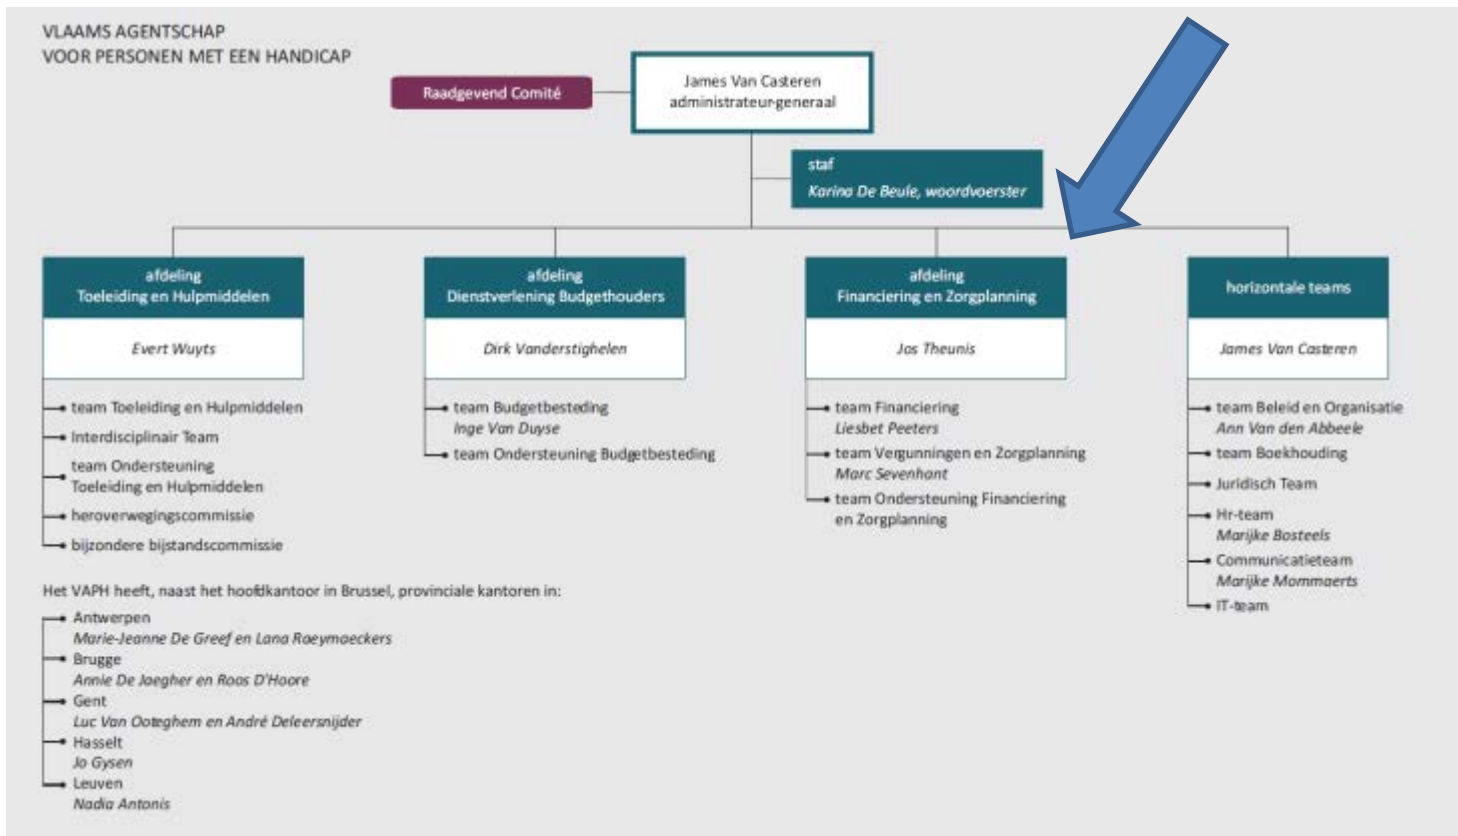 VLAAMS AGENTSCHAP
VOOR PERSONEN MET EEN HANDICAP
Raadgevend Comité
James Van Casteren
administrateur-generaal
staf
Karina De Beule, woordvoerster
afdeling
Toeleiding en Hulpmiddelen
Evert Wuyts
team Toeleiding en Hulpmiddelen
Interdisciplinair Team
team Ondersteuning
Toeleiding en Hulpmiddelen
heroverwegingscommissie
bijzondere bijstandscommissie
afdeling
Dienstverlening Budgethouders
Dirk Vanderstighelen
team Budgetbesteding
Inge Van Duyse
team Ondersteuning Budgetbesteding
afdeling
Financiering en Zorgplanning
Jos Theunis
team Financiering
Liesbet Peeters
team Vergunningen en Zorgplanning
Marc Sevenhant
team Ondersteuning Financiering
en Zorgplanning
horizontale teams
James Van Casteren
team Beleid en Organisatie
Ann Van den Abbeele
team Boekhouding
Juridisch Team
Hr-team
Marijke Bosteels
Communicatieteam
Marijke Mommaerts
IT-team
Het VAPH heeft, naast het hoofdkantoor in Brussel, provinciale kantoren in:
Antwerpen
Marie-Jeanne De Greef en Lana Raeymaeckers
Brugge
Annie De Jaegher en Roos D'Hoore
Gent
Luc Van Ooteghem en André Deleersnijder
Hasselt
Jo Gysen
Leuven
Nadia Antonis